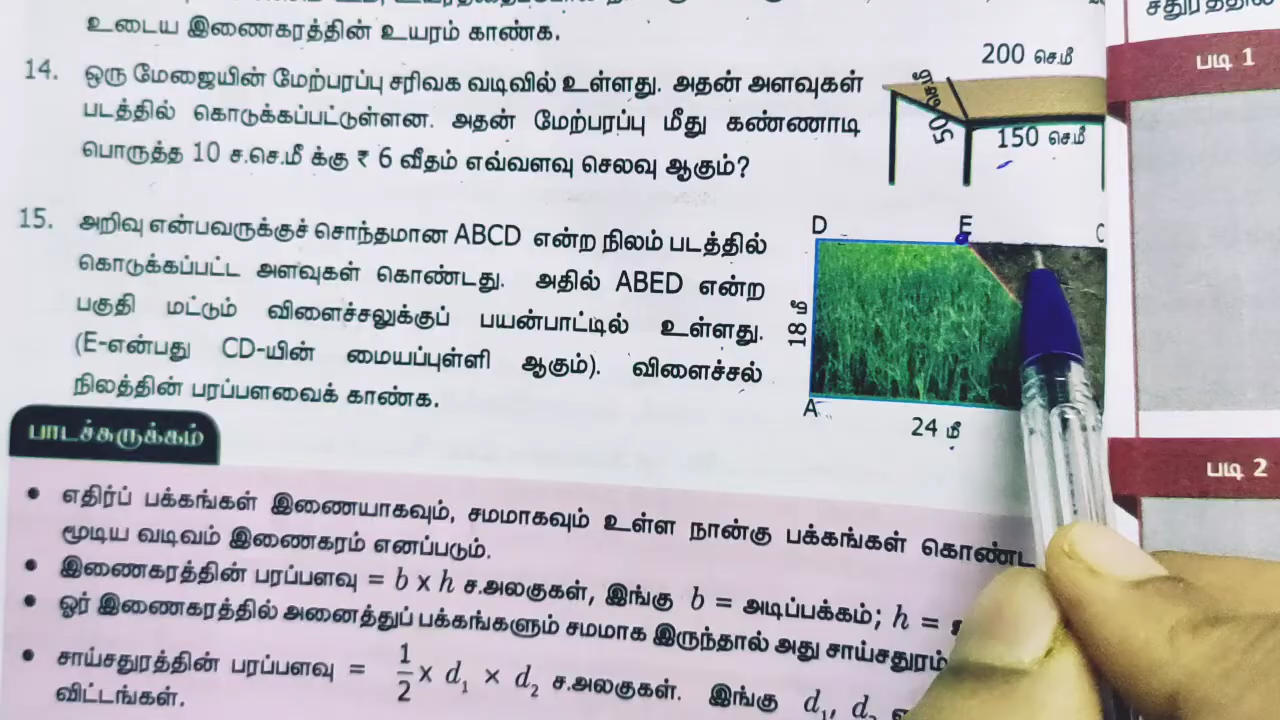 உடைய இணைகரத்தின் உயரம் காண்க.
14. ஒரு மேஜையின் மேற்பரப்பு சரிவக வடிவில் உள்ளது. அதன் அளவுகள்
படத்தில் கொடுக்கப்பட்டுள்ளன. அதன் மேற்பரப்பு மீது கண்ணாடி
பொருத்த 10 ச.செ.மீ க்கு ₹ 6 வீதம் எவ்வளவு செலவு ஆகும்?
200 செ.மீ
50 செ.மீ
150 செ.மீ
15. அறிவு என்பவருக்குச் சொந்தமான ABCD என்ற நிலம் படத்தில்
கொடுக்கப்பட்ட அளவுகள் கொண்டது. அதில் ABED என்ற
பகுதி மட்டும் விளைச்சலுக்குப் பயன்பாட்டில் உள்ளது.
(E-என்பது CD-யின் மையப்புள்ளி ஆகும்). விளைச்சல்
நிலத்தின் பரப்பளவைக் காண்க.
D E C
18 மீ
A
24 மீ
பாடச்சுருக்கம்
• எதிர்ப் பக்கங்கள் இணையாகவும், சமமாகவும் உள்ள நான்கு பக்கங்கள் கொண்ட
மூடிய வடிவம் இணைகரம் எனப்படும்.
• இணைகரத்தின் பரப்பளவு = b x h ச.அலகுகள், இங்கு b = அடிப்பக்கம்; h =
• ஓர் இணைகரத்தில் அனைத்துப் பக்கங்களும் சமமாக இருந்தால் அது சாய்சதுரம்
• சாய்சதுரத்தின் பரப்பளவு = 1/2 × d₁ × d₂ ச.அலகுகள். இங்கு d₁, d₂
விட்டங்கள்.
படி 1
படி 2